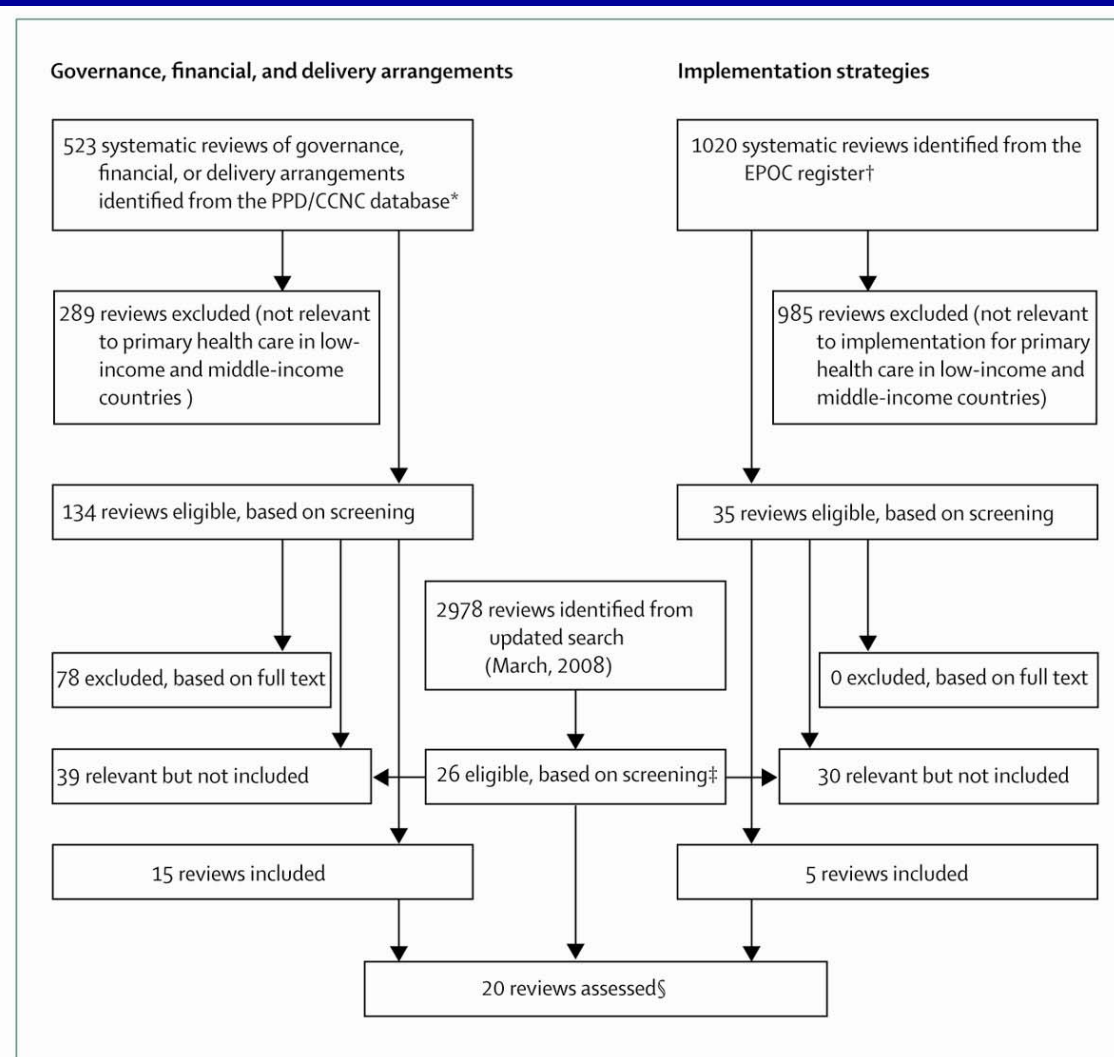 Governance, financial, and delivery arrangements
Implementation strategies
523 systematic reviews of governance,
financial, or delivery arrangements
identified from the PPD/CCNC database*
1020 systematic reviews identified from the
EPOC register†
289 reviews excluded (not relevant
to primary health care in low-
income and middle-income
countries )
985 reviews excluded (not relevant
to implementation for primary
health care in low-income and
middle-income countries)
134 reviews eligible, based on screening
35 reviews eligible, based on screening
2978 reviews identified from
updated search
(March, 2008)
78 excluded, based on full text
0 excluded, based on full text
39 relevant but not included
26 eligible, based on screening‡
30 relevant but not included
15 reviews included
5 reviews included
20 reviews assessed§